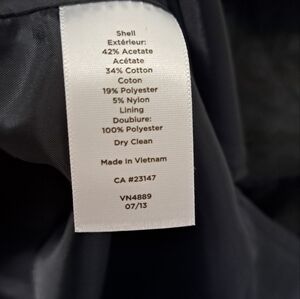 Shell
Extérieur:
42% Acetate
Acétate
34% Cotton
Coton
19% Polyester
5% Nylon
Lining
Doublure:
100% Polyester
Dry Clean
Made in Vietnam
CA #23147
VN4889
07/13